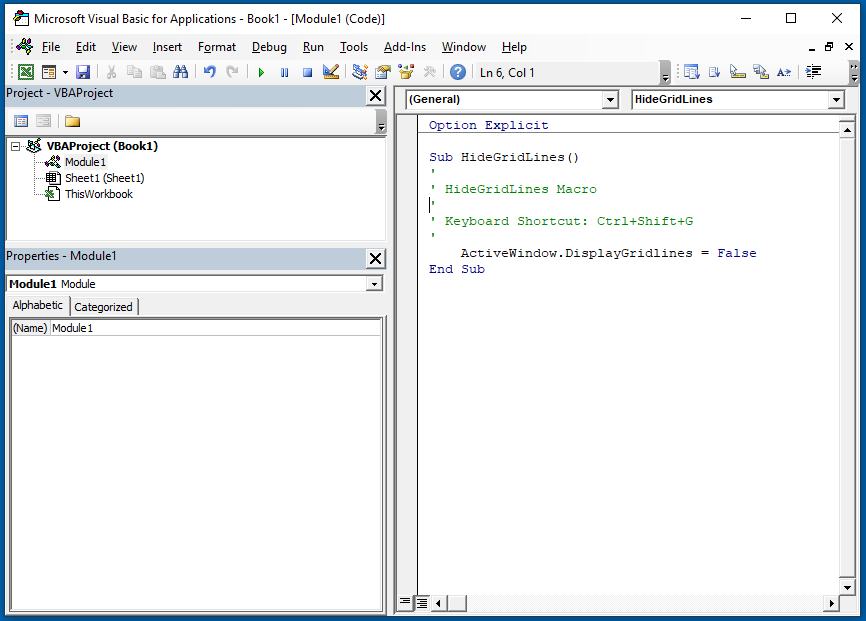 Microsoft Visual Basic for Applications - Book1 - [Module1 (Code)]
File Edit View Insert Format Debug Run Tools Add-Ins Window Help
Ln 6, Col 1
Project - VBAProject
VBAProject (Book1)
Module1
Sheet1 (Sheet1)
ThisWorkbook
Properties - Module1
Module1 Module
Alphabetic Categorized
(Name) Module1
(General) HideGridLines
Option Explicit
Sub HideGridLines()
'
' HideGridLines Macro
'
' Keyboard Shortcut: Ctrl+Shift+G
'
ActiveWindow.DisplayGridlines = False
End Sub